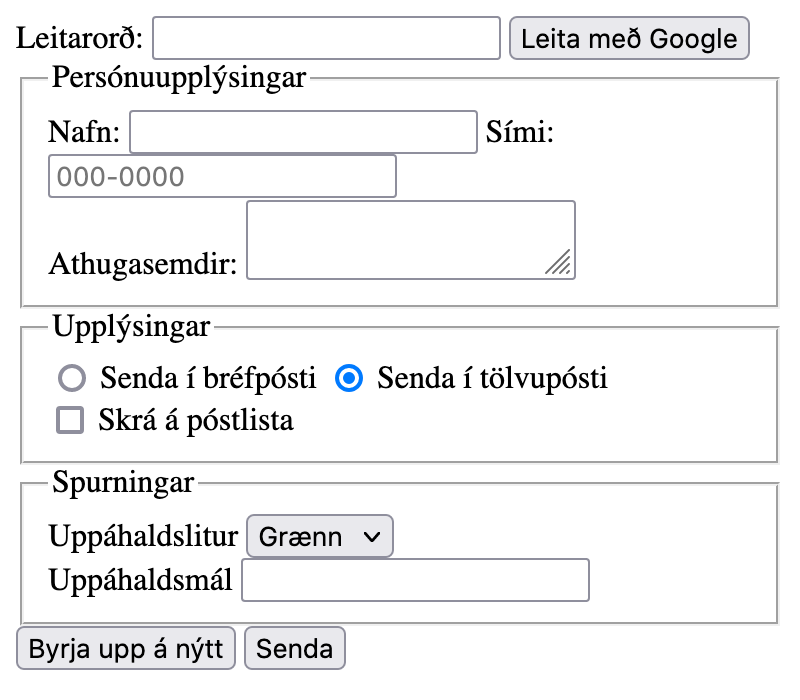 Leitarorð: Leita með Google
Persónuupplýsingar
Nafn: Sími:
000-0000
Athugasemdir:
Upplýsingar
Senda í bréfpósti Senda í tölvupósti
Skrá á póstlista
Spurningar
Uppáhaldslitur Grænn
Uppáhaldsmál
Byrja upp á nýtt Senda